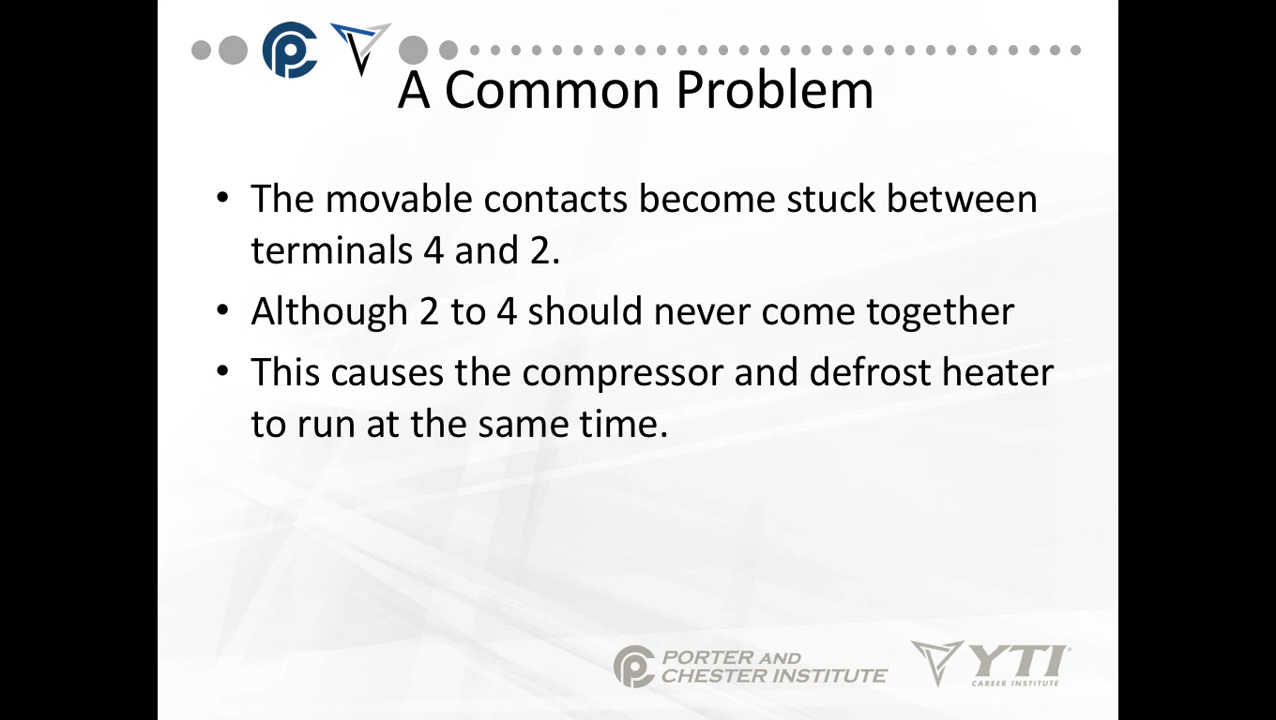 A Common Problem
• The movable contacts become stuck between
terminals 4 and 2.
• Although 2 to 4 should never come together
• This causes the compressor and defrost heater
to run at the same time.
PORTER AND
CHESTER INSTITUTE
YTI
CAREER INSTITUTE